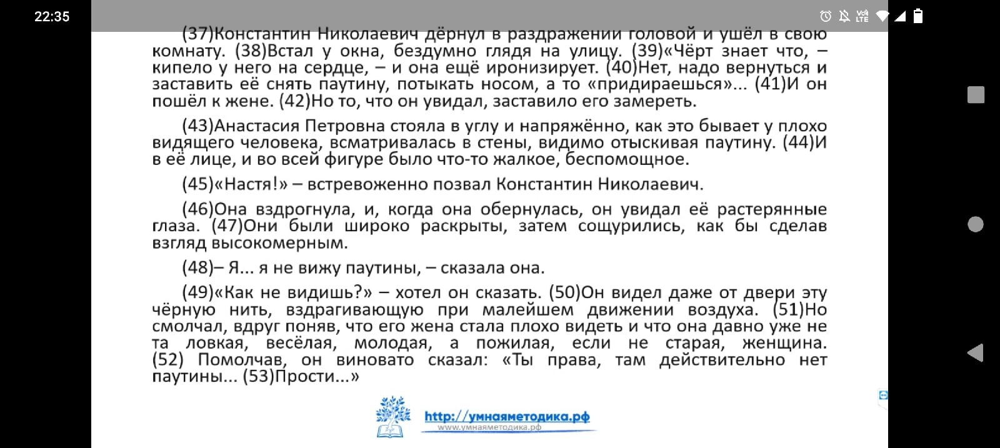 22:35
Vo) LTE
(37)Константин Николаевич дёрнул в раздражении головой и ушёл в свою
комнату. (38)Встал у окна, бездумно глядя на улицу. (39)«Чёрт знает что, –
кипело у него на сердце, – и она ещё иронизирует. (40)Нет, надо вернуться и
заставить её снять паутину, потыкать носом, а то «придираешься»... (41)И он
пошёл к жене. (42)Но то, что он увидал, заставило его замереть.
(43)Анастасия Петровна стояла в углу и напряжённо, как это бывает у плохо
видящего человека, всматривалась в стены, видимо отыскивая паутину. (44)И
в её лице, и во всей фигуре было что-то жалкое, беспомощное.
(45)«Настя!» – встревоженно позвал Константин Николаевич.
(46)Она вздрогнула, и, когда она обернулась, он увидал её растерянные
глаза. (47)Они были широко раскрыты, затем сощурились, как бы сделав
взгляд высокомерным.
(48)– Я... я не вижу паутины, – сказала она.
(49)«Как не видишь?» – хотел он сказать. (50)Он видел даже от двери эту
чёрную нить, вздрагивающую при малейшем движении воздуха. (51)Но
смолчал, вдруг поняв, что его жена стала плохо видеть и что она давно уже не
та ловкая, весёлая, молодая, а пожилая, если не старая, женщина.
(52) Помолчав, он виновато сказал: «Ты права, там действительно нет
паутины... (53)Прости...»
http://умнаяметодика.рф
www.умнаяметодика.рф